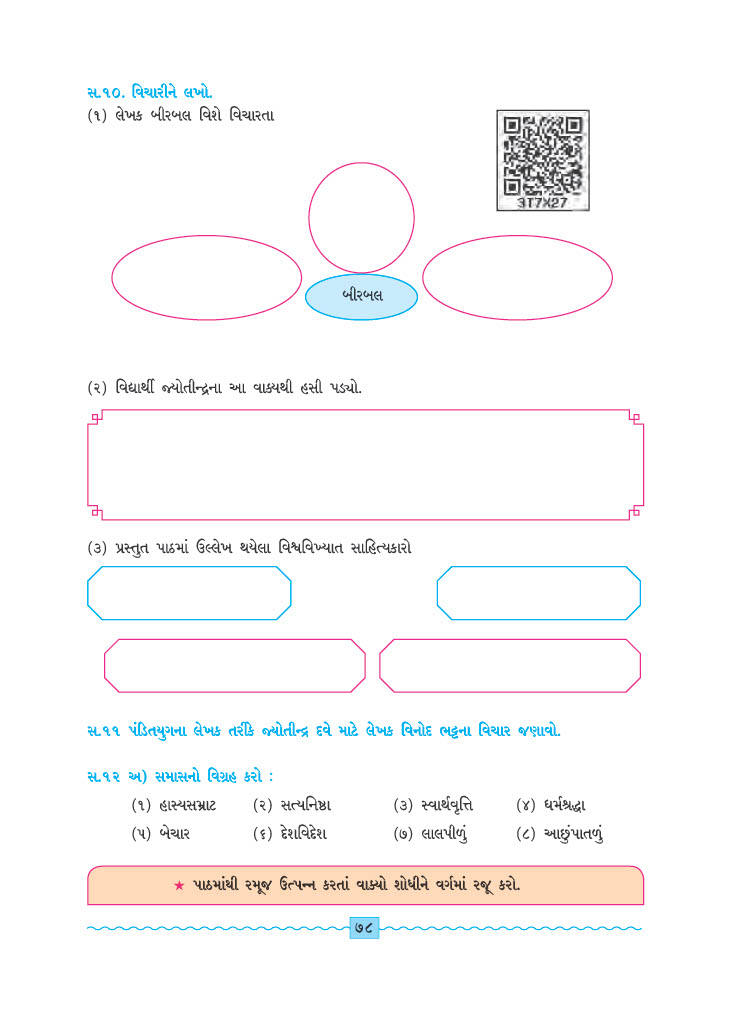 સ.૧૦. વિચારીને લખો.
(૧) લેખક બીરબલ વિશે વિચારતા
3T7X27
બીરબલ
(૨) વિદ્યાર્થી જ્યોતીન્દ્રના આ વાક્યથી હસી પડ્યો.
(૩) પ્રસ્તુત પાઠમાં ઉલ્લેખ થયેલા વિશ્વવિખ્યાત સાહિત્યકારો
સ.૧૧ પંડિતયુગના લેખક તરીકે જ્યોતીન્દ્ર દવે માટે લેખક વિનોદ ભટ્ટના વિચાર જણાવો.
સ.૧૨ અ) સમાસનો વિગ્રહ કરો :
(૧) હાસ્યસમ્રાટ (૨) સત્યનિષ્ઠા (૩) સ્વાર્થવૃત્તિ (૪) ધર્મશ્રદ્ધા
(૫) બેચાર (૬) દેશવિદેશ (૭) લાલપીળું (૮) આછુંપાતળું
★ પાઠમાંથી રમૂજ ઉત્પન્ન કરતાં વાક્યો શોધીને વર્ગમાં રજૂ કરો.
૭૮